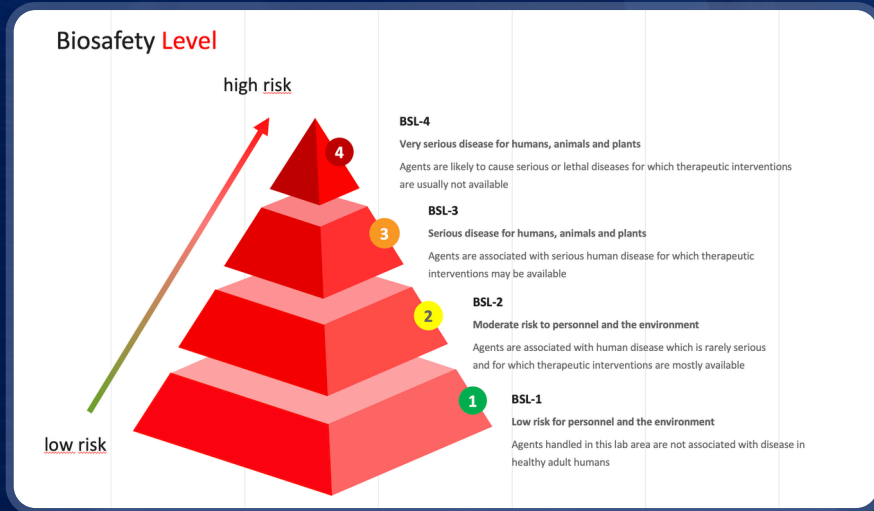 Biosafety Level
high risk
4
BSL-4
Very serious disease for humans, animals and plants
Agents are likely to cause serious or lethal diseases for which therapeutic interventions
are usually not available
3
BSL-3
Serious disease for humans, animals and plants
Agents are associated with serious human disease for which therapeutic
interventions may be available
2
BSL-2
Moderate risk to personnel and the environment
Agents are associated with human disease which is rarely serious
and for which therapeutic interventions are mostly available
1
BSL-1
Low risk for personnel and the environment
Agents handled in this lab area are not associated with disease in
healthy adult humans
low risk